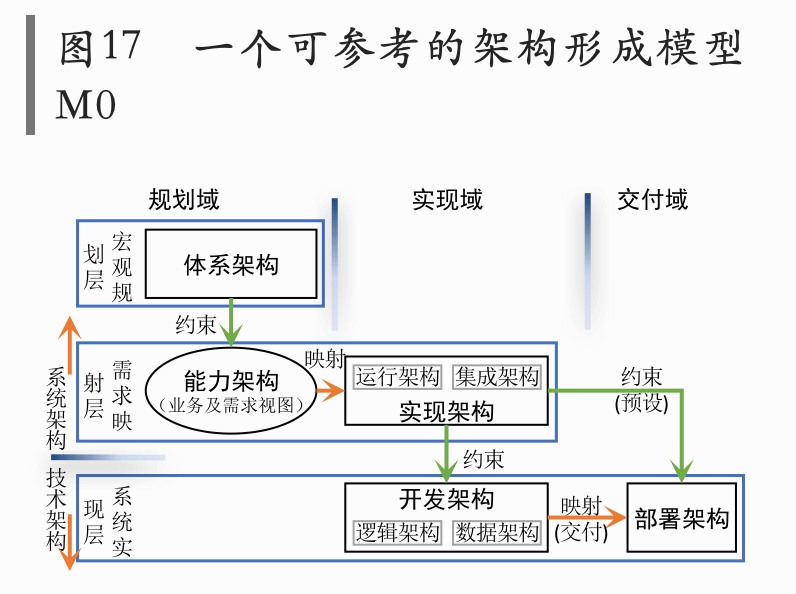 图17 一个可参考的架构形成模型
M0
规划域
实现域
交付域
宏观规
划层
体系架构
约束
系统架构
需求映
射层
能力架构
（业务及需求视图）
映射
运行架构
集成架构
实现架构
约束
(预设)
约束
技术架构
系统实
现层
开发架构
逻辑架构
数据架构
映射
(交付)
部署架构